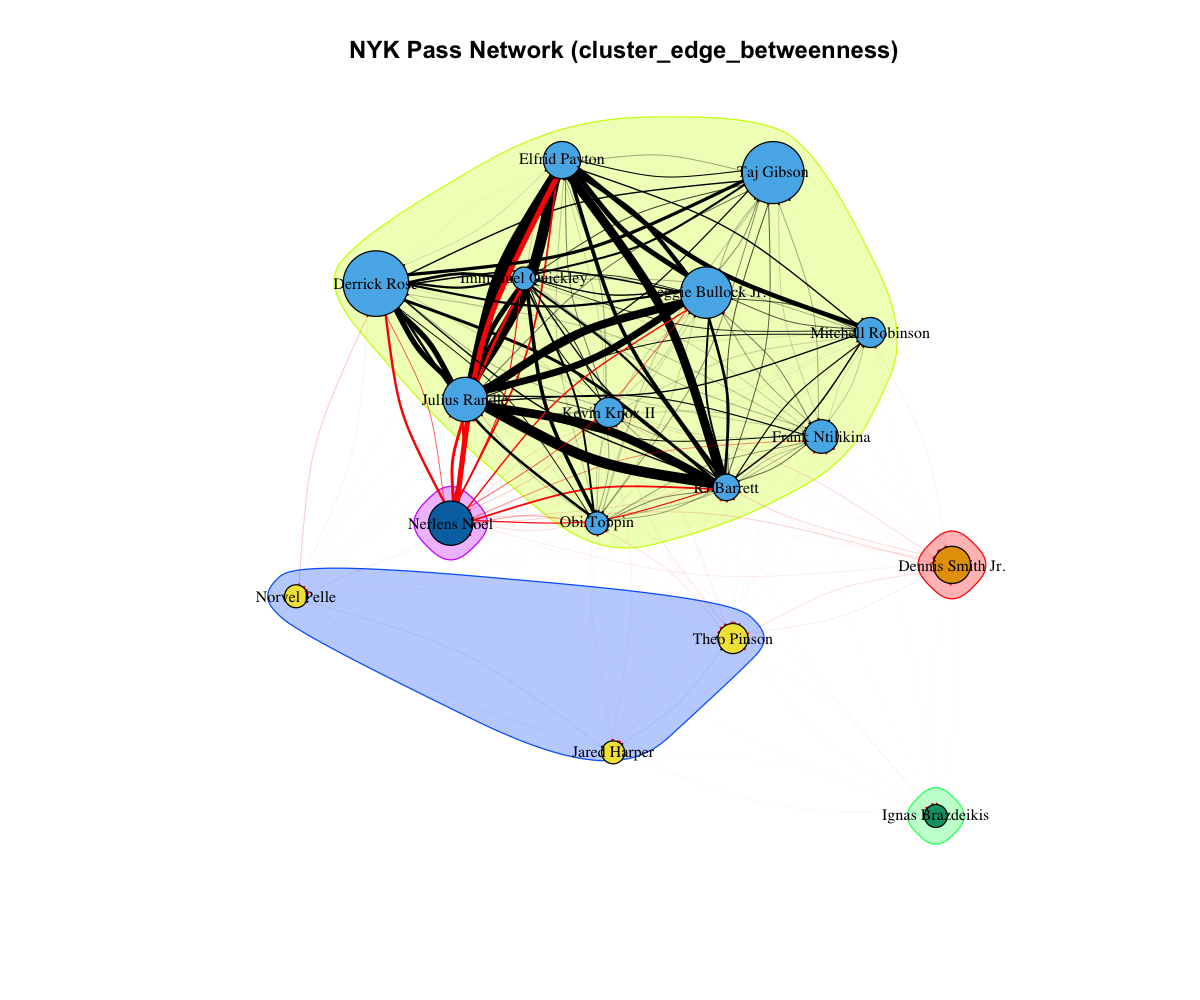 NYK Pass Network (cluster_edge_betweenness)
Elfrid Payton
Taj Gibson
Derrick Rose
Immanuel Quickley
Reggie Bullock Jr.
Mitchell Robinson
Julius Randle
Kevin Knox II
Frank Ntilikina
RJ Barrett
Nerlens Noel
Obi Toppin
Dennis Smith Jr.
Norvel Pelle
Theo Pinson
Jared Harper
Ignas Brazdeikis